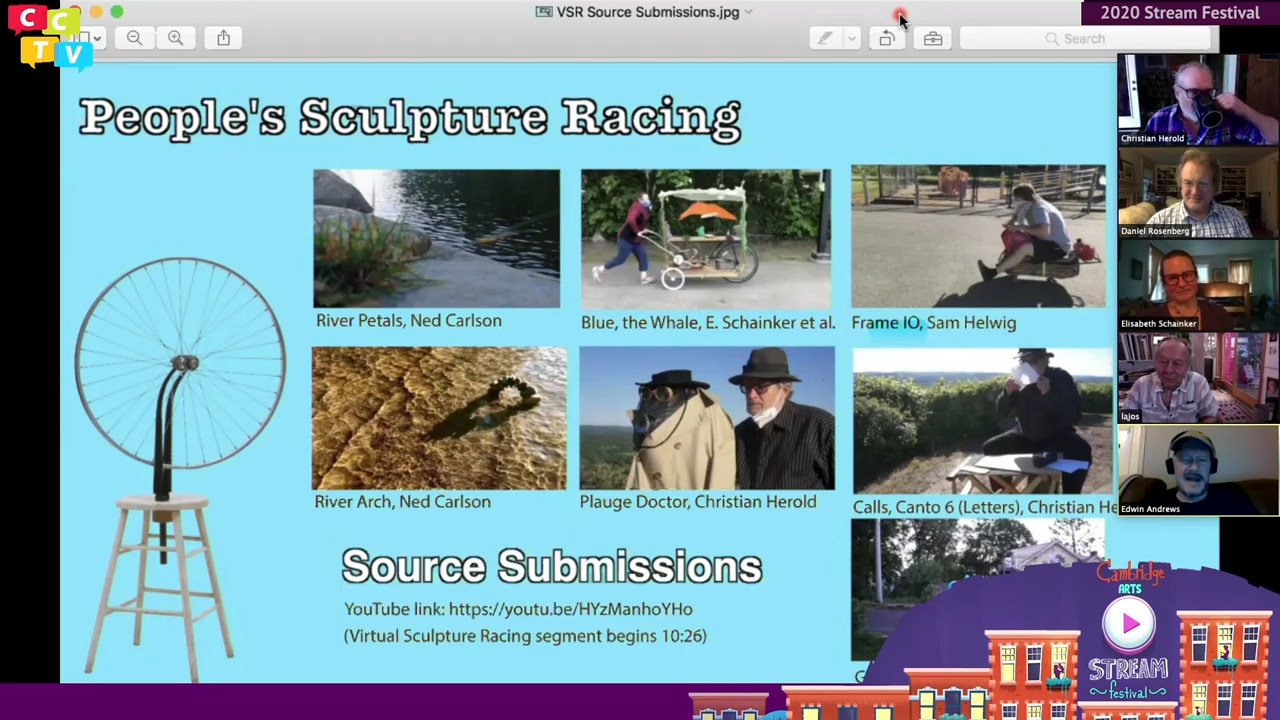 CCTV
VSR Source Submissions.jpg
2020 Stream Festival
Search
People's Sculpture Racing
Christian Herold
Daniel Rosenberg
River Petals, Ned Carlson
Blue, the Whale, E. Schainker et al.
Frame IO, Sam Helwig
Elisabeth Schainker
lajos
River Arch, Ned Carlson
Plauge Doctor, Christian Herold
Calls, Canto 6 (Letters), Christian He
Edwin Andrews
Source Submissions
YouTube link: https://youtu.be/HYzManhoYHo
(Virtual Sculpture Racing segment begins 10:26)
Cambridge
ARTS
STREAM
festival